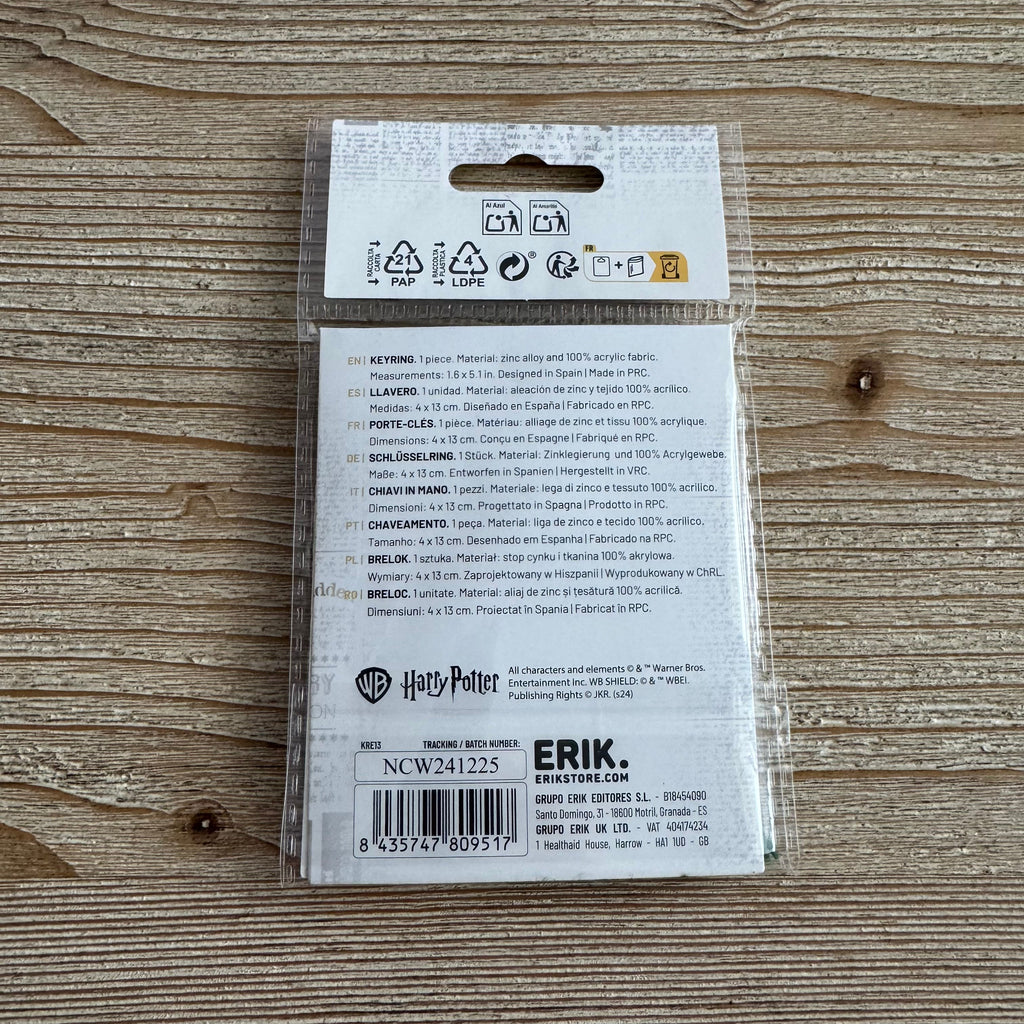 Al Azul
Al Amarillo
RACCOLTA CARTA
21
PAP
RACCOLTA PLASTICA
4
LDPE
®
FR
+
EN | KEYRING. 1 piece. Material: zinc alloy and 100% acrylic fabric.
Measurements: 1.6 x 5.1 in. Designed in Spain | Made in PRC.
ES | LLAVERO. 1 unidad. Material: aleación de zinc y tejido 100% acrílico.
Medidas: 4 x 13 cm. Diseñado en España | Fabricado en RPC.
FR | PORTE-CLÉS. 1 pièce. Matériau: alliage de zinc et tissu 100% acrylique.
Dimensions: 4 x 13 cm. Conçu en Espagne | Fabriqué en RPC.
DE | SCHLÜSSELRING. 1 Stück. Material: Zinklegierung und 100% Acrylgewebe.
Maße: 4 x 13 cm. Entworfen in Spanien | Hergestellt in VRC.
IT | CHIAVI IN MANO. 1 pezzi. Materiale: lega di zinco e tessuto 100% acrilico.
Dimensioni: 4 x 13 cm. Progettato in Spagna | Prodotto in RPC.
PT | CHAVEAMENTO. 1 peça. Material: liga de zinco e tecido 100% acrílico.
Tamanho: 4 x 13 cm. Desenhado em Espanha | Fabricado na RPC.
PL | BRELOK. 1 sztuka. Materiał: stop cynku i tkanina 100% akrylowa.
Wymiary: 4 x 13 cm. Zaprojektowany w Hiszpanii | Wyprodukowany w ChRL.
RO | BRELOC. 1 unitate. Material: aliaj de zinc și țesătură 100% acrilică.
Dimensiuni: 4 x 13 cm. Proiectat în Spania | Fabricat în RPC.
WB Harry Potter
All characters and elements © & ™ Warner Bros.
Entertainment Inc. WB SHIELD: © & ™ WBEI.
Publishing Rights © JKR. (s24)
KRE13 TRACKING / BATCH NUMBER:
NCW241225
8 435747 809517
ERIK.
ERIKSTORE.COM
GRUPO ERIK EDITORES S.L. - B18454090
Santo Domingo, 31 - 18600 Motril, Granada - ES
GRUPO ERIK UK LTD. - VAT 404174234
1 Healthaid House, Harrow - HA1 1UD - GB